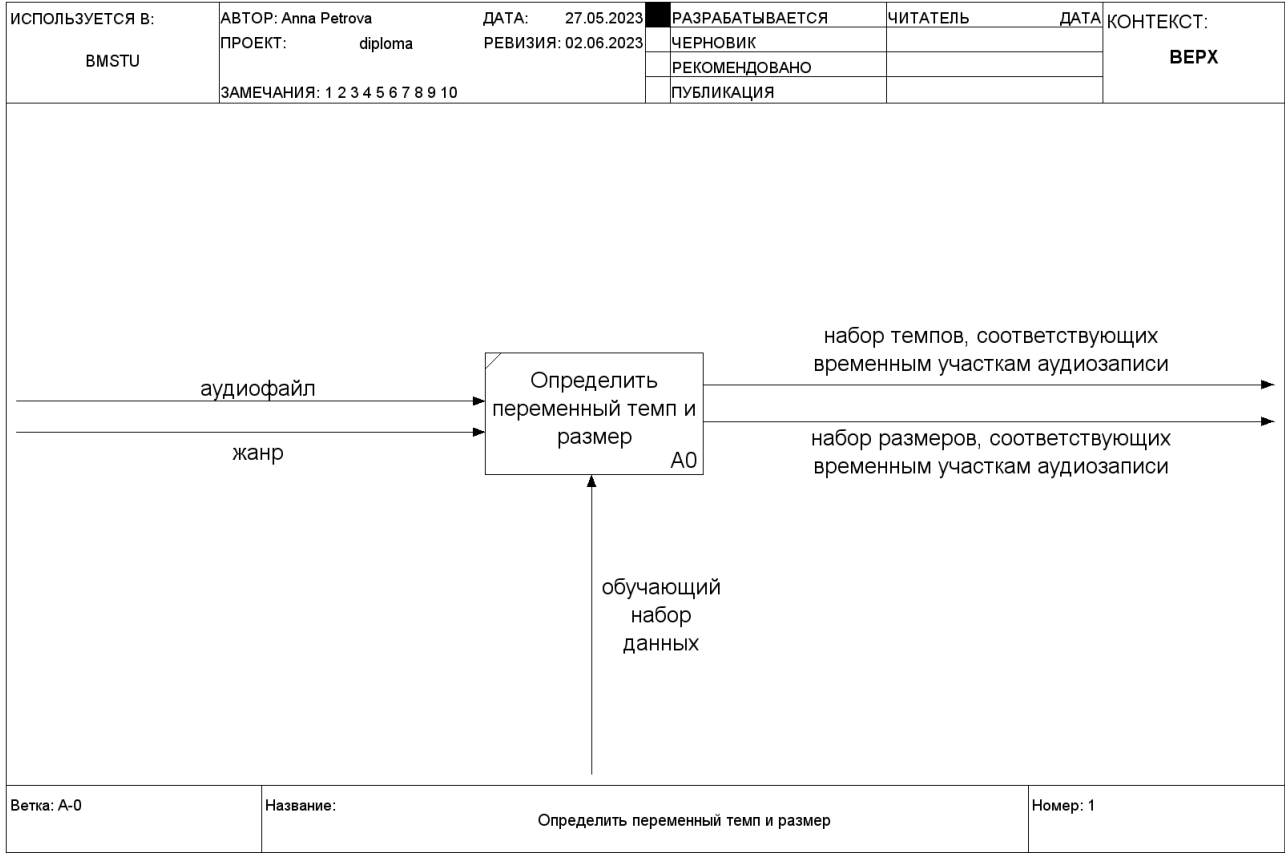 ИСПОЛЬЗУЕТСЯ В:
BMSTU
АВТОР: Anna Petrova
ДАТА: 27.05.2023
ПРОЕКТ: diploma
РЕВИЗИЯ: 02.06.2023
ЗАМЕЧАНИЯ: 1 2 3 4 5 6 7 8 9 10
РАЗРАБАТЫВАЕТСЯ
ЧЕРНОВИК
РЕКОМЕНДОВАНО
ПУБЛИКАЦИЯ
ЧИТАТЕЛЬ
ДАТА
КОНТЕКСТ:
ВЕРХ
аудиофайл
жанр
Определить
переменный темп и
размер
A0
набор темпов, соответствующих
временным участкам аудиозаписи
набор размеров, соответствующих
временным участкам аудиозаписи
обучающий
набор
данных
Ветка: A-0
Название:
Определить переменный темп и размер
Номер: 1